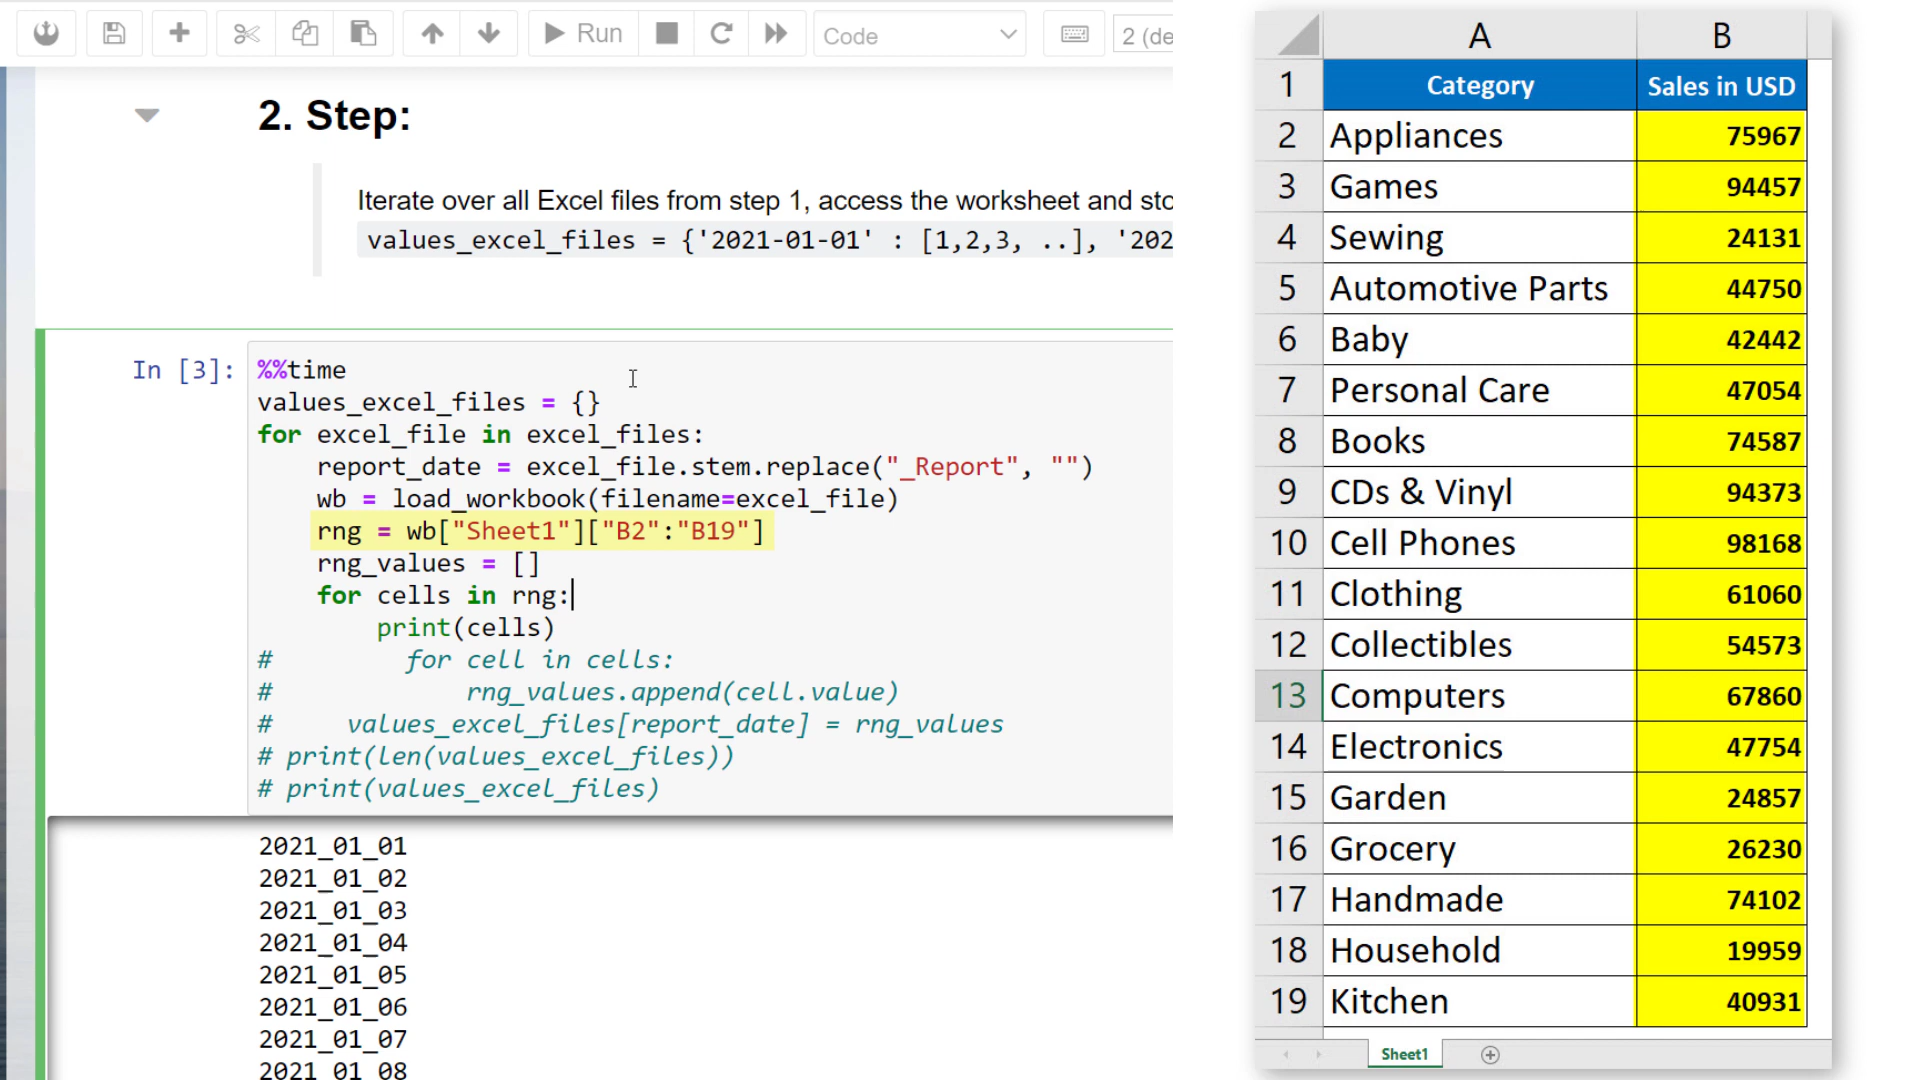 Run
Code
2 (de
2. Step:
Iterate over all Excel files from step 1, access the worksheet and sto
values_excel_files = {'2021-01-01' : [1,2,3, ..], '202
In [3]:
%%time
values_excel_files = {}
for excel_file in excel_files:
    report_date = excel_file.stem.replace("_Report", "")
    wb = load_workbook(filename=excel_file)
    rng = wb["Sheet1"]["B2":"B19"]
    rng_values = []
    for cells in rng:
        print(cells)
#         for cell in cells:
#             rng_values.append(cell.value)
#     values_excel_files[report_date] = rng_values
# print(len(values_excel_files))
# print(values_excel_files)
2021_01_01
2021_01_02
2021_01_03
2021_01_04
2021_01_05
2021_01_06
2021_01_07
2021_01_08
A B
1 Category Sales in USD
2 Appliances 75967
3 Games 94457
4 Sewing 24131
5 Automotive Parts 44750
6 Baby 42442
7 Personal Care 47054
8 Books 74587
9 CDs & Vinyl 94373
10 Cell Phones 98168
11 Clothing 61060
12 Collectibles 54573
13 Computers 67860
14 Electronics 47754
15 Garden 24857
16 Grocery 26230
17 Handmade 74102
18 Household 19959
19 Kitchen 40931
Sheet1